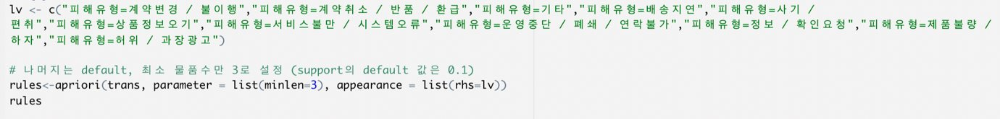 lv <- c("피해유형=계약변경 / 불이행","피해유형=계약취소 / 반품 / 환급","피해유형=기타","피해유형=배송지연","피해유형=사기 /
편취","피해유형=상품정보오기","피해유형=서비스불만 / 시스템오류","피해유형=운영중단 / 폐쇄 / 연락불가","피해유형=정보 / 확인요청","피해유형=제품불량 /
하자","피해유형=허위 / 과장광고")
# 나머지는 default, 최소 물품수만 3로 설정 (support의 default 값은 0.1)
rules<-apriori(trans, parameter = list(minlen=3), appearance = list(rhs=lv))
rules